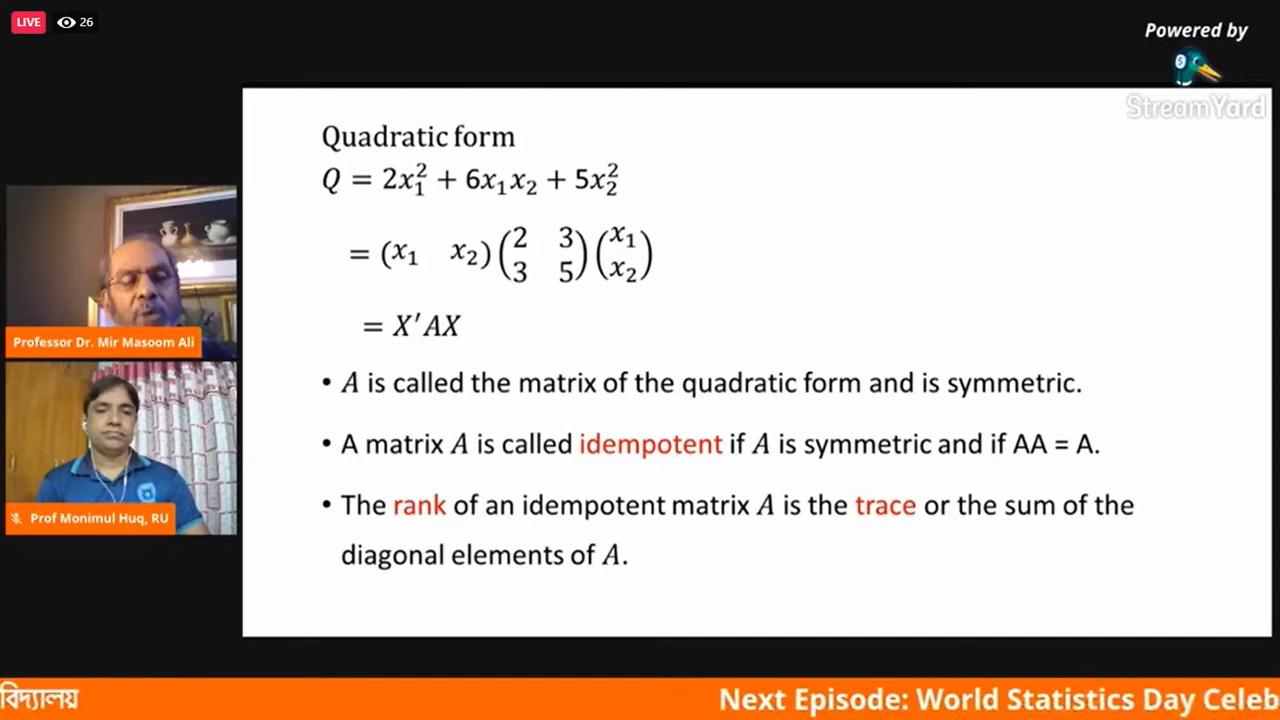 LIVE
26
Powered by
StreamYard
Quadratic form
Q = 2x₁² + 6x₁x₂ + 5x₂²
= (x₁ x₂) (2 3 3 5) (x₁ x₂)
= X′AX
• A is called the matrix of the quadratic form and is symmetric.
• A matrix A is called idempotent if A is symmetric and if AA = A.
• The rank of an idempotent matrix A is the trace or the sum of the
diagonal elements of A.
Professor Dr. Mir Masoom Ali
Prof Monimul Huq, RU
বিদ্যালয়
Next Episode: World Statistics Day Celeb